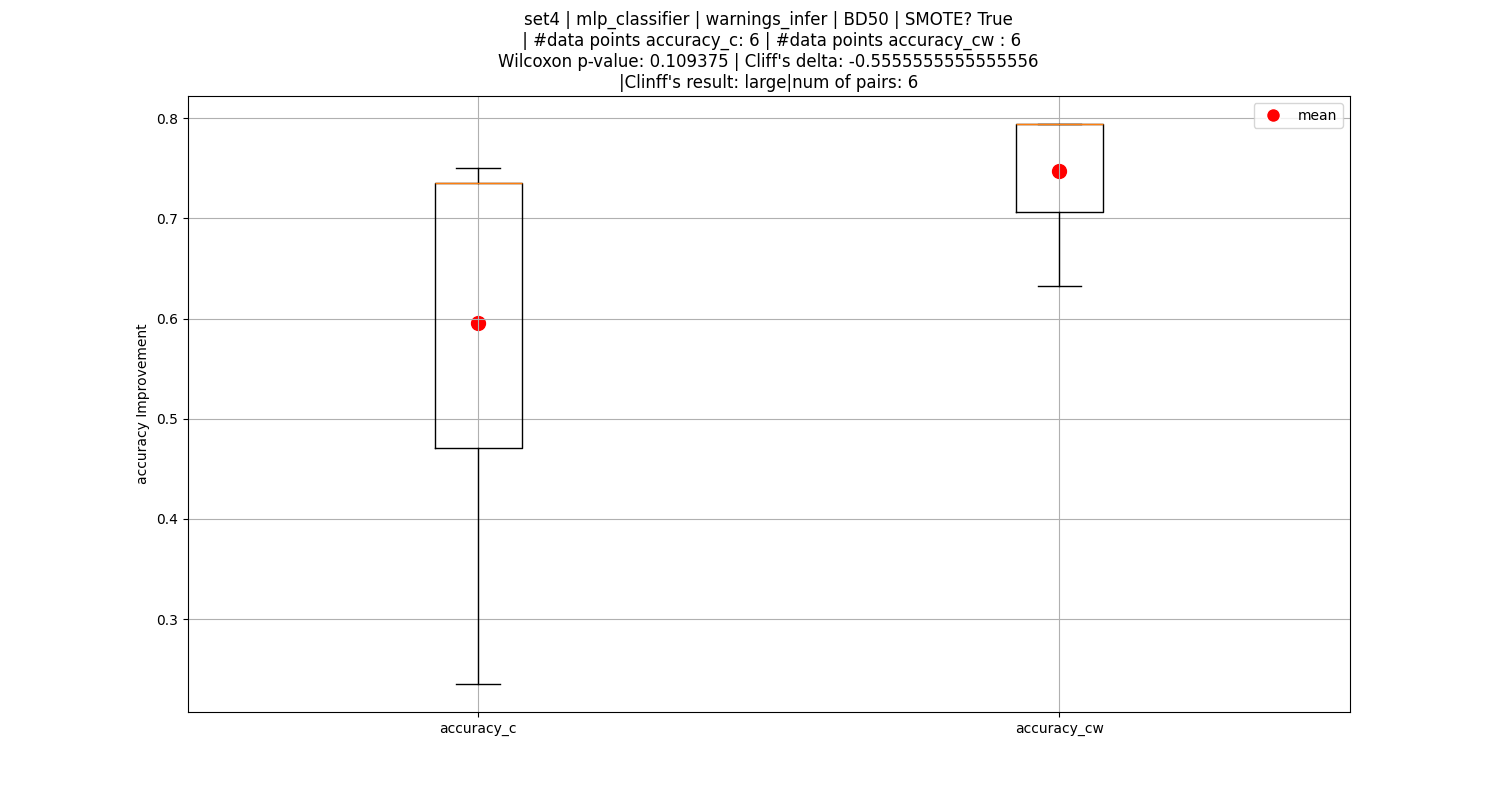 set4 | mlp_classifier | warnings_infer | BD50 | SMOTE? True
| #data points accuracy_c: 6 | #data points accuracy_cw : 6
Wilcoxon p-value: 0.109375 | Cliff's delta: -0.5555555555555556
|Clinff's result: large|num of pairs: 6
mean
0.8
0.7
0.6
0.5
0.4
0.3
accuracy Improvement
accuracy_c
accuracy_cw